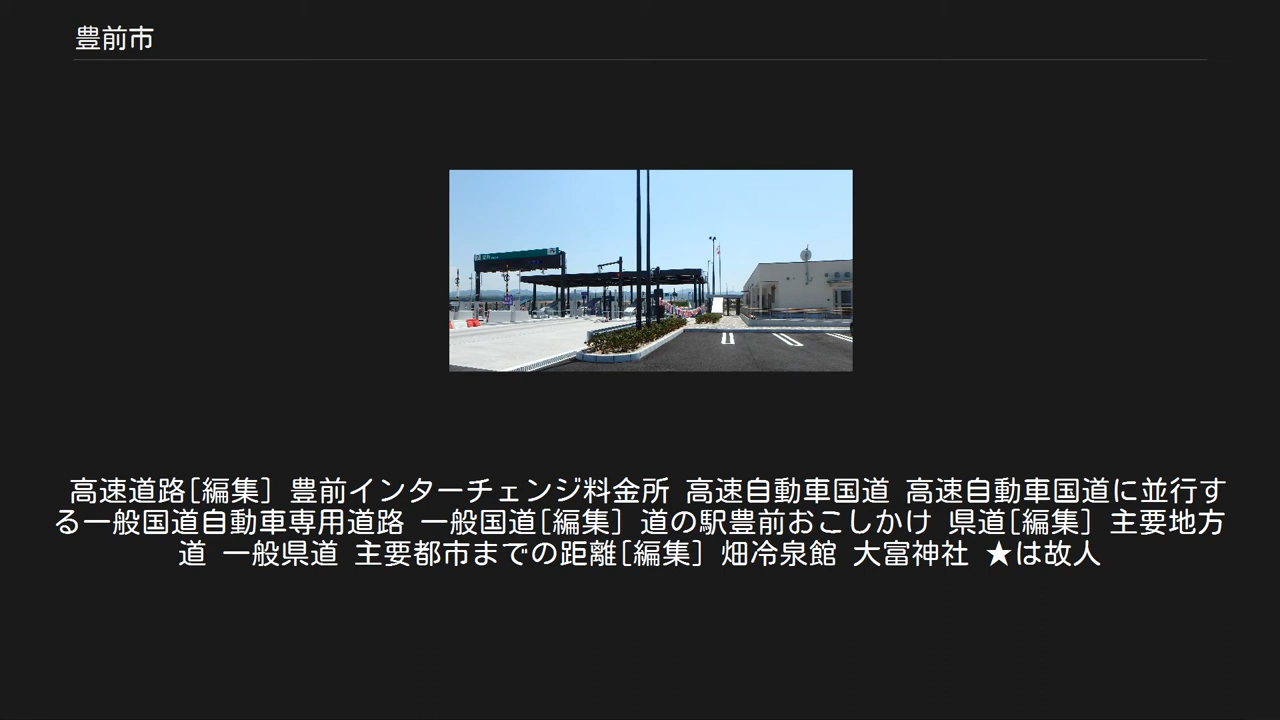 豊前市
高速道路[編集] 豊前インターチェンジ料金所 高速自動車国道 高速自動車国道に並行す
る一般国道自動車専用道路 一般国道[編集] 道の駅豊前おこしかけ 県道[編集] 主要地方
道 一般県道 主要都市までの距離[編集] 畑冷泉館 大富神社 ★は故人